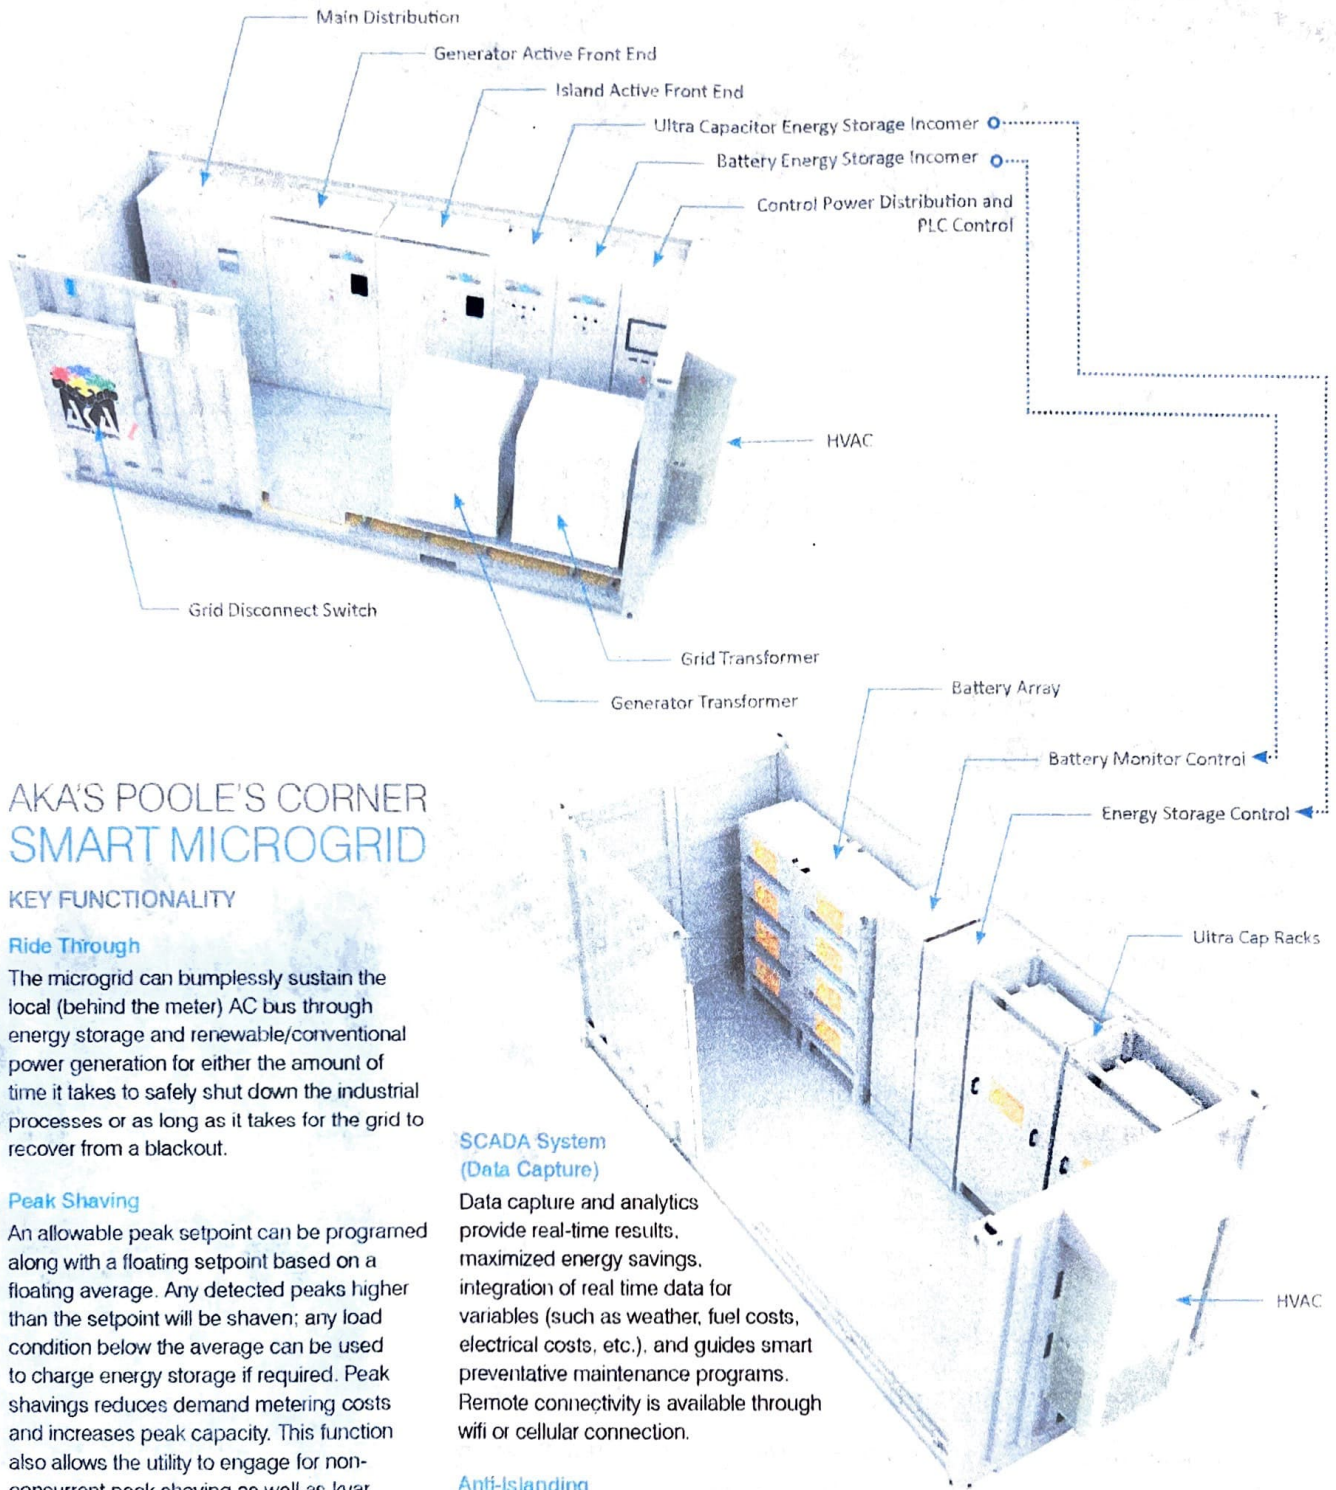 Main Distribution
Generator Active Front End
Island Active Front End
Ultra Capacitor Energy Storage Incomer
Battery Energy Storage Incomer
Control Power Distribution and
PLC Control
AKA
HVAC
Grid Disconnect Switch
Grid Transformer
Generator Transformer
Battery Array
Battery Monitor Control
Energy Storage Control
Ultra Cap Racks
HVAC
AKA'S POOLE'S CORNER
SMART MICROGRID
KEY FUNCTIONALITY
Ride Through
The microgrid can bumplessly sustain the
local (behind the meter) AC bus through
energy storage and renewable/conventional
power generation for either the amount of
time it takes to safely shut down the industrial
processes or as long as it takes for the grid to
recover from a blackout.
Peak Shaving
An allowable peak setpoint can be programed
along with a floating setpoint based on a
floating average. Any detected peaks higher
than the setpoint will be shaven; any load
condition below the average can be used
to charge energy storage if required. Peak
shavings reduces demand metering costs
and increases peak capacity. This function
also allows the utility to engage for non-
concurrent peak shaving as well as kvar
SCADA System
(Data Capture)
Data capture and analytics
provide real-time results,
maximized energy savings,
integration of real time data for
variables (such as weather, fuel costs,
electrical costs, etc.), and guides smart
preventative maintenance programs.
Remote connectivity is available through
wifi or cellular connection.
Anti-Islanding